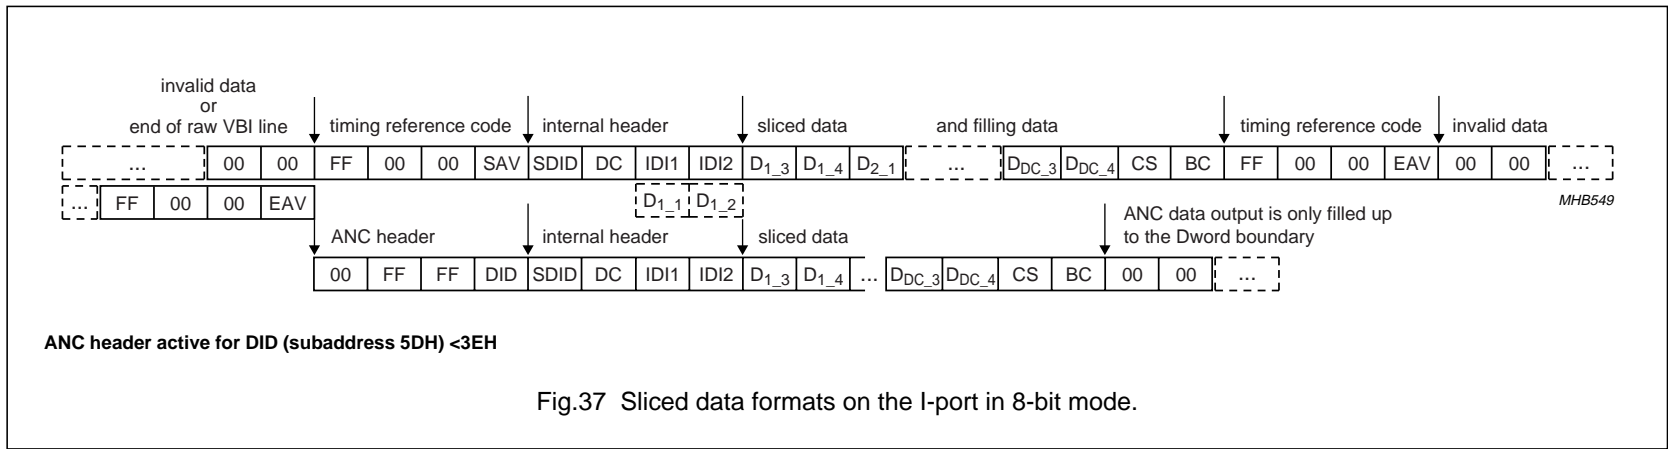 invalid data
or
end of raw VBI line timing reference code internal header sliced data and filling data timing reference code invalid data
... 00 00 FF 00 00 SAV SDID DC IDI1 IDI2 D1_3 D1_4 D2_1 ... DDC_3 DDC_4 CS BC FF 00 00 EAV 00 00 ...
... FF 00 00 EAV D1_1 D1_2 MHB549
ANC data output is only filled up
ANC header internal header sliced data to the Dword boundary
00 FF FF DID SDID DC IDI1 IDI2 D1_3 D1_4 ... DDC_3 DDC_4 CS BC 00 00 ...
ANC header active for DID (subaddress 5DH) <3EH
Fig.37 Sliced data formats on the I-port in 8-bit mode.